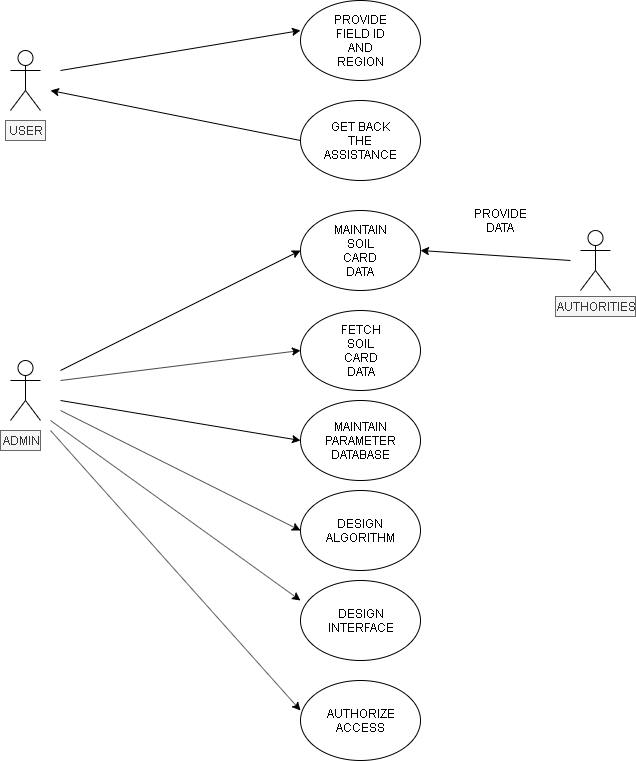 PROVIDE
FIELD ID
AND
REGION
USER
GET BACK
THE
ASSISTANCE
MAINTAIN
SOIL
CARD
DATA
PROVIDE
DATA
AUTHORITIES
FETCH
SOIL
CARD
DATA
ADMIN
MAINTAIN
PARAMETER
DATABASE
DESIGN
ALGORITHM
DESIGN
INTERFACE
AUTHORIZE
ACCESS